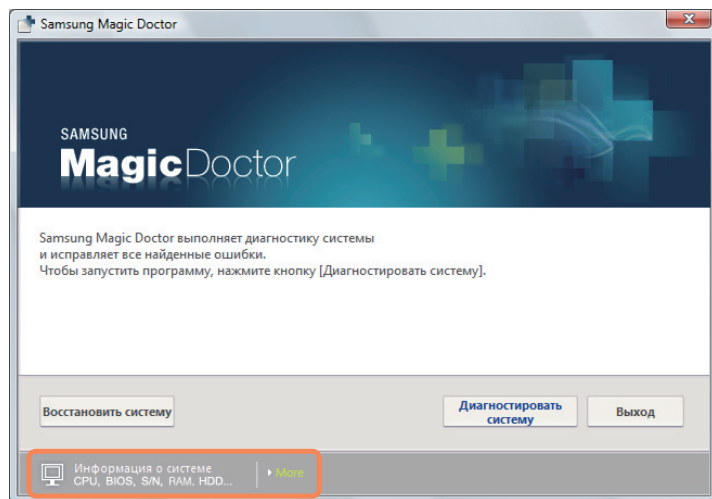 Samsung Magic Doctor
SAMSUNG
MagicDoctor
Samsung Magic Doctor выполняет диагностику системы
и исправляет все найденные ошибки.
Чтобы запустить программу, нажмите кнопку [Диагностировать систему].
Восстановить систему
Диагностировать
систему
Выход
Информация о системе
CPU, BIOS, S/N, RAM, HDD...
More